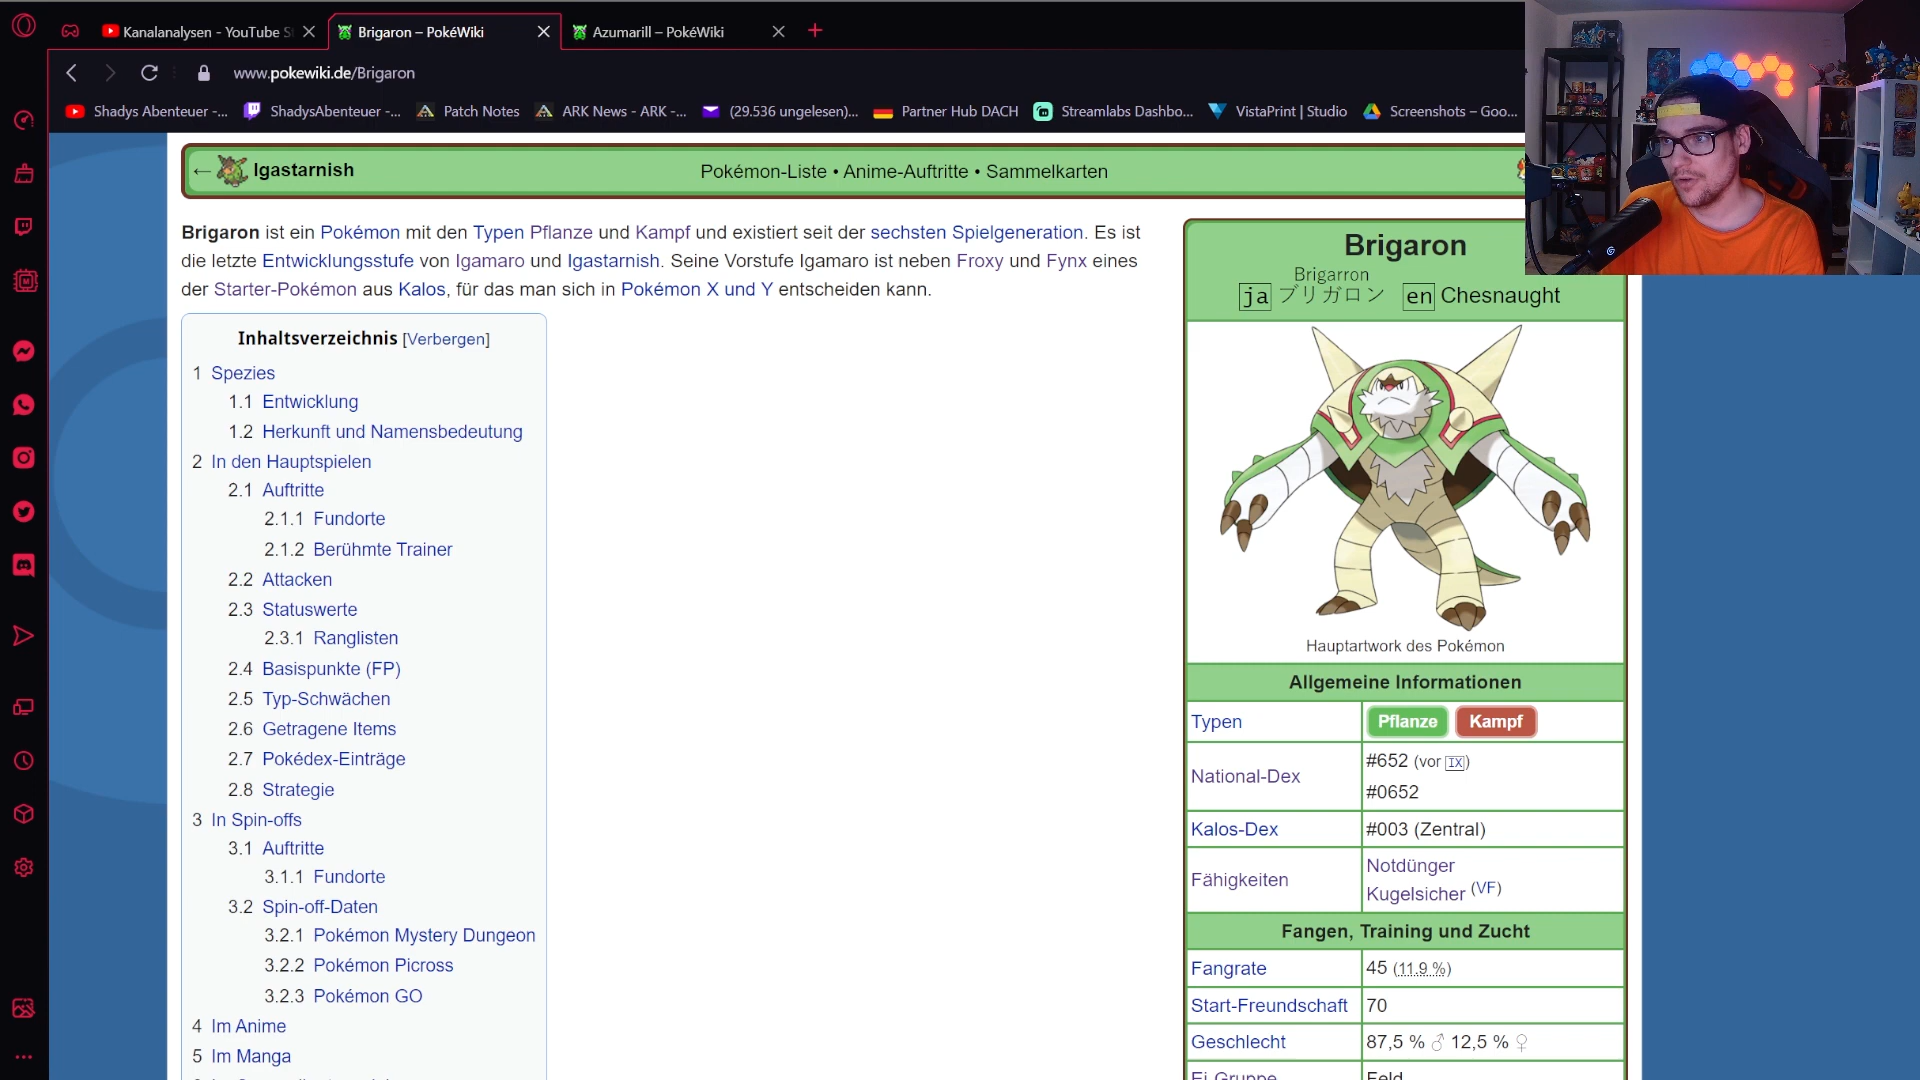 Kanalanalysen - YouTube S
Brigaron – PokéWiki
Azumarill – PokéWiki
www.pokewiki.de/Brigaron
Shadys Abenteuer -...
ShadysAbenteuer -...
Patch Notes
ARK News - ARK -...
(29.536 ungelesen)...
Partner Hub DACH
Streamlabs Dashbo...
VistaPrint | Studio
Screenshots – Goo...
← Igastarnish
Pokémon-Liste • Anime-Auftritte • Sammelkarten
Brigaron ist ein Pokémon mit den Typen Pflanze und Kampf und existiert seit der sechsten Spielgeneration. Es ist
die letzte Entwicklungsstufe von Igamaro und Igastarnish. Seine Vorstufe Igamaro ist neben Froxy und Fynx eines
der Starter-Pokémon aus Kalos, für das man sich in Pokémon X und Y entscheiden kann.
Inhaltsverzeichnis [Verbergen]
1 Spezies
1.1 Entwicklung
1.2 Herkunft und Namensbedeutung
2 In den Hauptspielen
2.1 Auftritte
2.1.1 Fundorte
2.1.2 Berühmte Trainer
2.2 Attacken
2.3 Statuswerte
2.3.1 Ranglisten
2.4 Basispunkte (FP)
2.5 Typ-Schwächen
2.6 Getragene Items
2.7 Pokédex-Einträge
2.8 Strategie
3 In Spin-offs
3.1 Auftritte
3.1.1 Fundorte
3.2 Spin-off-Daten
3.2.1 Pokémon Mystery Dungeon
3.2.2 Pokémon Picross
3.2.3 Pokémon GO
4 Im Anime
5 Im Manga
Brigaron
Brigarron
ja ブリガロン en Chesnaught
Hauptartwork des Pokémon
Allgemeine Informationen
Typen Pflanze Kampf
National-Dex #652 (vor IX)
#0652
Kalos-Dex #003 (Zentral)
Fähigkeiten Notdünger
Kugelsicher (VF)
Fangen, Training und Zucht
Fangrate 45 (11.9 %)
Start-Freundschaft 70
Geschlecht 87,5 % ♂ 12,5 % ♀
Ei-Gruppe Feld